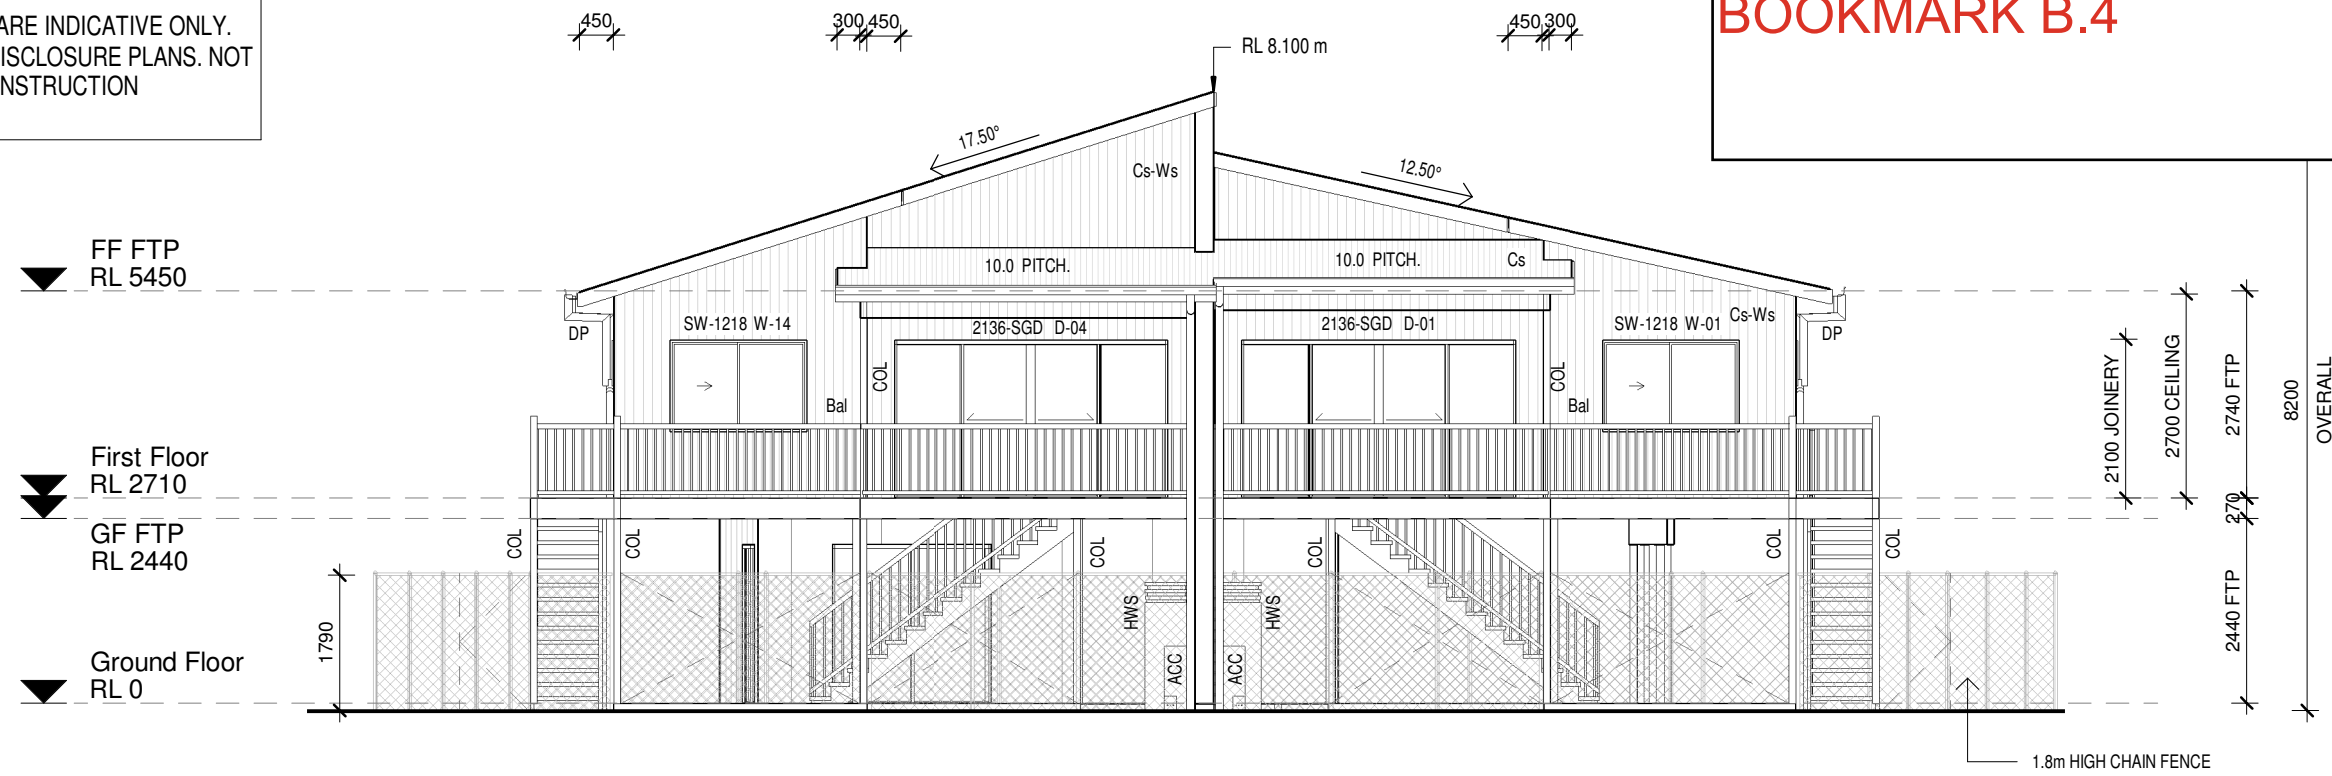 ARE INDICATIVE ONLY.
ISCLOSURE PLANS. NOT
NSTRUCTION
BOOKMARK B.4
450
300 450
450 300
RL 8.100 m
17.50°
12.50°
Cs-Ws
FF FTP
RL 5450
10.0 PITCH.
10.0 PITCH.
Cs
DP
SW-1218 W-14
2136-SGD D-04
2136-SGD D-01
SW-1218 W-01
Cs-Ws
DP
COL
COL
Bal
Bal
2100 JOINERY
2700 CEILING
2740 FTP
8200
OVERALL
First Floor
RL 2710
270
GF FTP
RL 2440
COL
COL
COL
COL
COL
COL
HWS
HWS
1790
2440 FTP
ACC
ACC
Ground Floor
RL 0
1.8m HIGH CHAIN FENCE